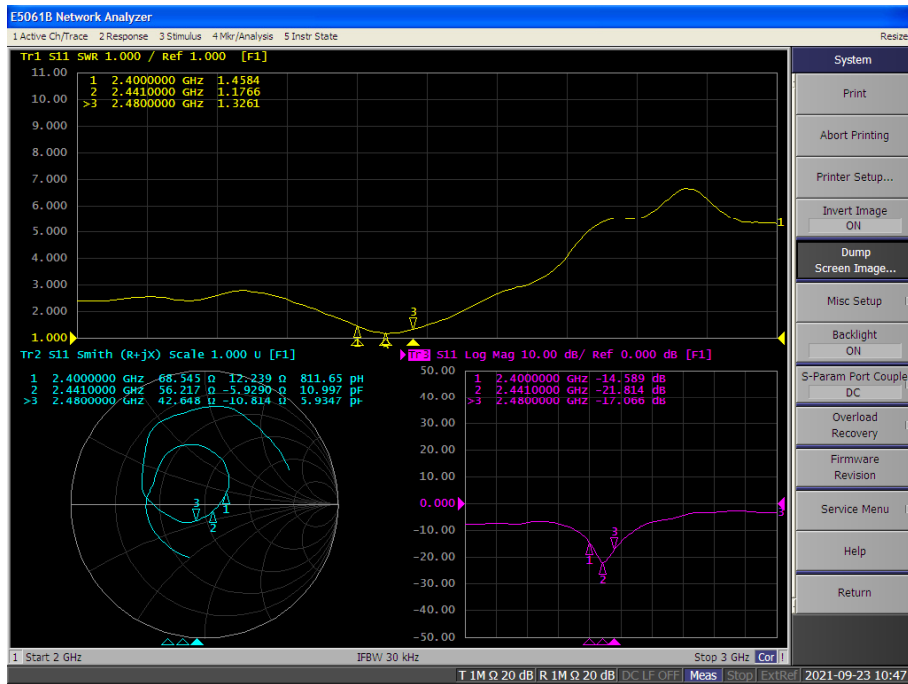 E5061B Network Analyzer
1 Active Ch/Trace 2 Response 3 Stimulus 4 Mkr/Analysis 5 Instr State
Resize
Tr1 S11 SWR 1.000 / Ref 1.000 [F1]
11.00
10.00
9.000
8.000
7.000
6.000
5.000
4.000
3.000
2.000
1.000
1 2.4000000 GHz 1.4584
2 2.4410000 GHz 1.1766
>3 2.4800000 GHz 1.3261
3
1
Tr2 S11 Smith (R+jX) Scale 1.000 U [F1]
1 2.4000000 GHz 68.545 Ω 12.239 Ω 811.65 pH
2 2.4410000 GHz 56.217 Ω -5.9290 Ω 10.997 pF
>3 2.4800000 GHz 42.648 Ω -10.814 Ω 5.9347 pF
3
1
2
Tr3 S11 Log Mag 10.00 dB/ Ref 0.000 dB [F1]
50.00
40.00
30.00
20.00
10.00
0.000
-10.00
-20.00
-30.00
-40.00
-50.00
1 2.4000000 GHz -14.589 dB
2 2.4410000 GHz -21.814 dB
>3 2.4800000 GHz -17.066 dB
3
1
2
1 Start 2 GHz
IFBW 30 kHz
Stop 3 GHz Cor !
System
Print
Abort Printing
Printer Setup...
Invert Image
ON
Dump
Screen Image...
Misc Setup
Backlight
ON
S-Param Port Couple
DC
Overload
Recovery
Firmware
Revision
Service Menu
Help
Return
T 1M Ω 20 dB R 1M Ω 20 dB DC LF OFF Meas Stop ExtRef 2021-09-23 10:47